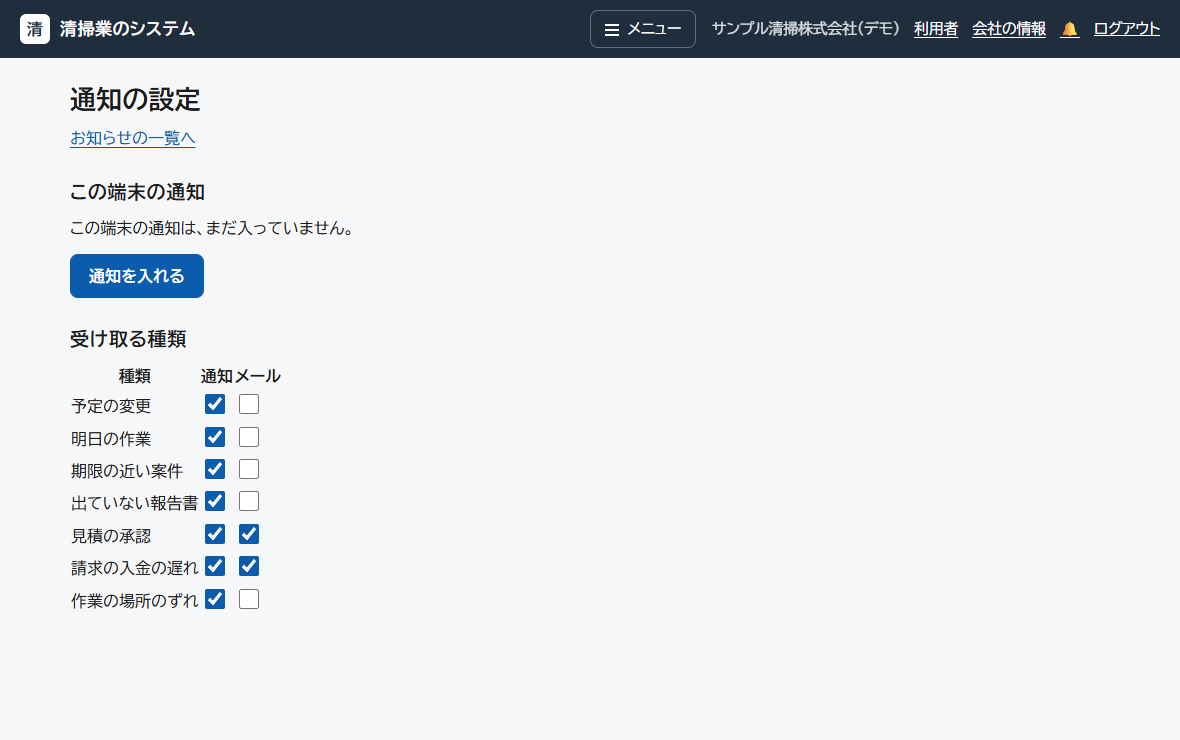 清 清掃業のシステム メニュー サンプル清掃株式会社(デモ) 利用者 会社の情報 ログアウト
通知の設定
お知らせの一覧へ
この端末の通知
この端末の通知は、まだ入っていません。
通知を入れる
受け取る種類
種類 通知 メール
予定の変更
明日の作業
期限の近い案件
出ていない報告書
見積の承認
請求の入金の遅れ
作業の場所のずれ